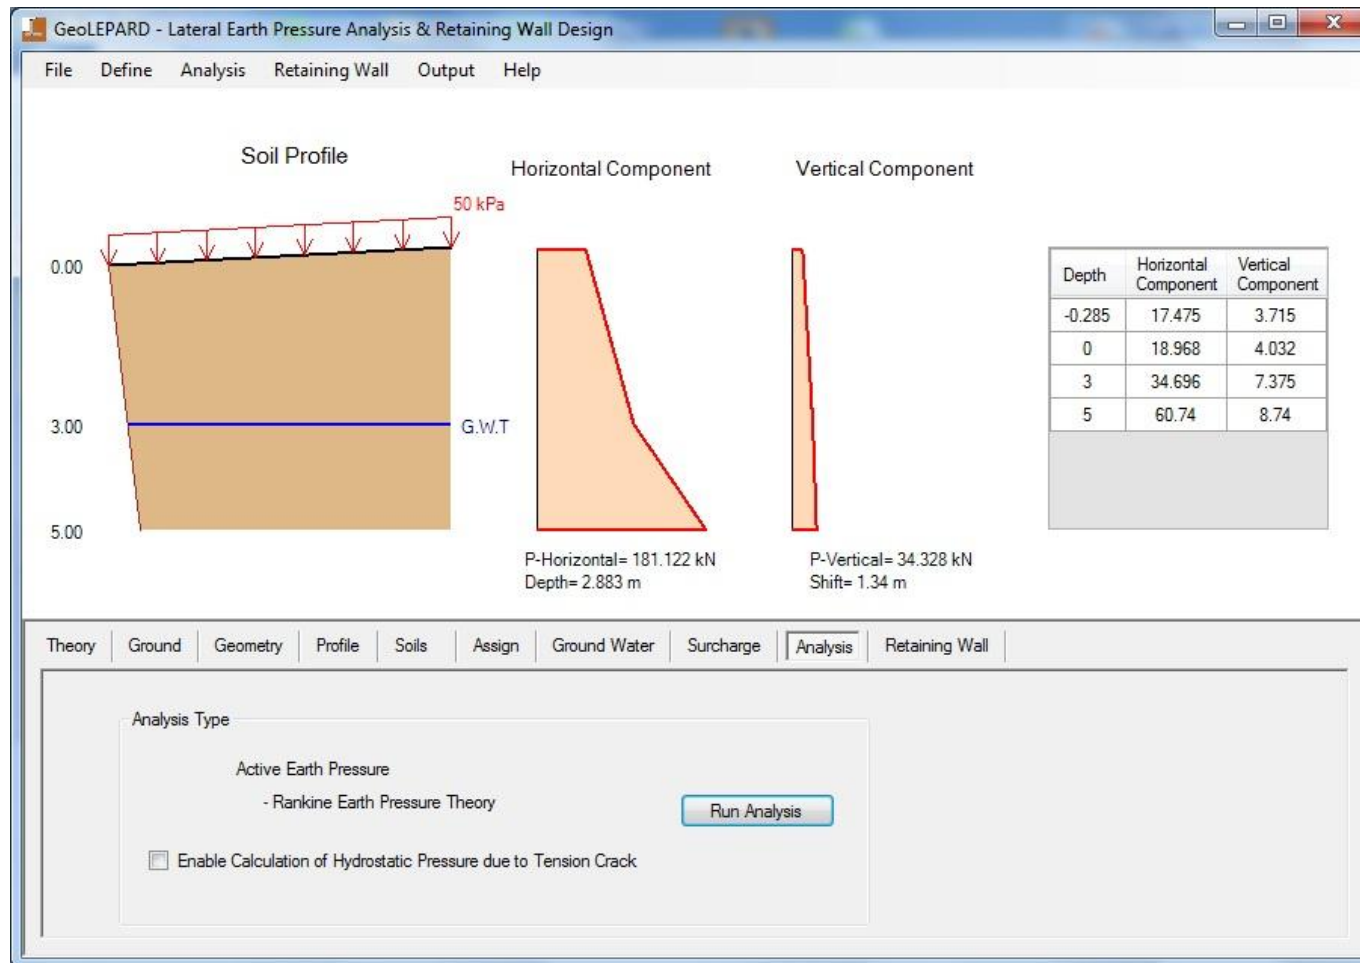 GeoLEPARD - Lateral Earth Pressure Analysis & Retaining Wall Design
File Define Analysis Retaining Wall Output Help
Soil Profile
Horizontal Component
Vertical Component
50 kPa
0.00
3.00
G.W.T
5.00
P-Horizontal= 181.122 kN
Depth= 2.883 m
P-Vertical= 34.328 kN
Shift= 1.34 m
Depth Horizontal Component Vertical Component
-0.285 17.475 3.715
0 18.968 4.032
3 34.696 7.375
5 60.74 8.74
Theory Ground Geometry Profile Soils Assign Ground Water Surcharge Analysis Retaining Wall
Analysis Type
Active Earth Pressure
- Rankine Earth Pressure Theory
Run Analysis
Enable Calculation of Hydrostatic Pressure due to Tension Crack